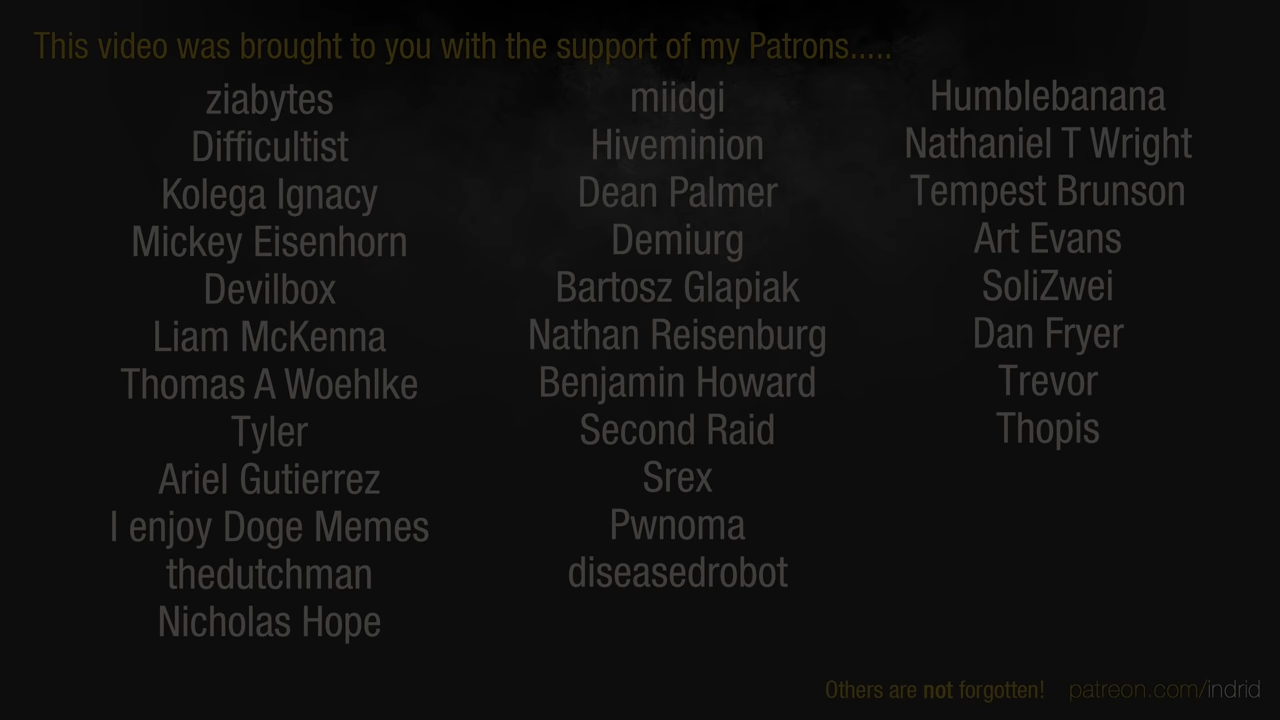 This video was brought to you with the support of my Patrons.....
ziabytes
Difficultist
Kolega Ignacy
Mickey Eisenhorn
Devilbox
Liam McKenna
Thomas A Woehlke
Tyler
Ariel Gutierrez
I enjoy Doge Memes
thedutchman
Nicholas Hope
miidgi
Hiveminion
Dean Palmer
Demiurg
Bartosz Glapiak
Nathan Reisenburg
Benjamin Howard
Second Raid
Srex
Pwnoma
diseasedrobot
Humblebanana
Nathaniel T Wright
Tempest Brunson
Art Evans
SoliZwei
Dan Fryer
Trevor
Thopis
Others are not forgotten! patreon.com/indrid